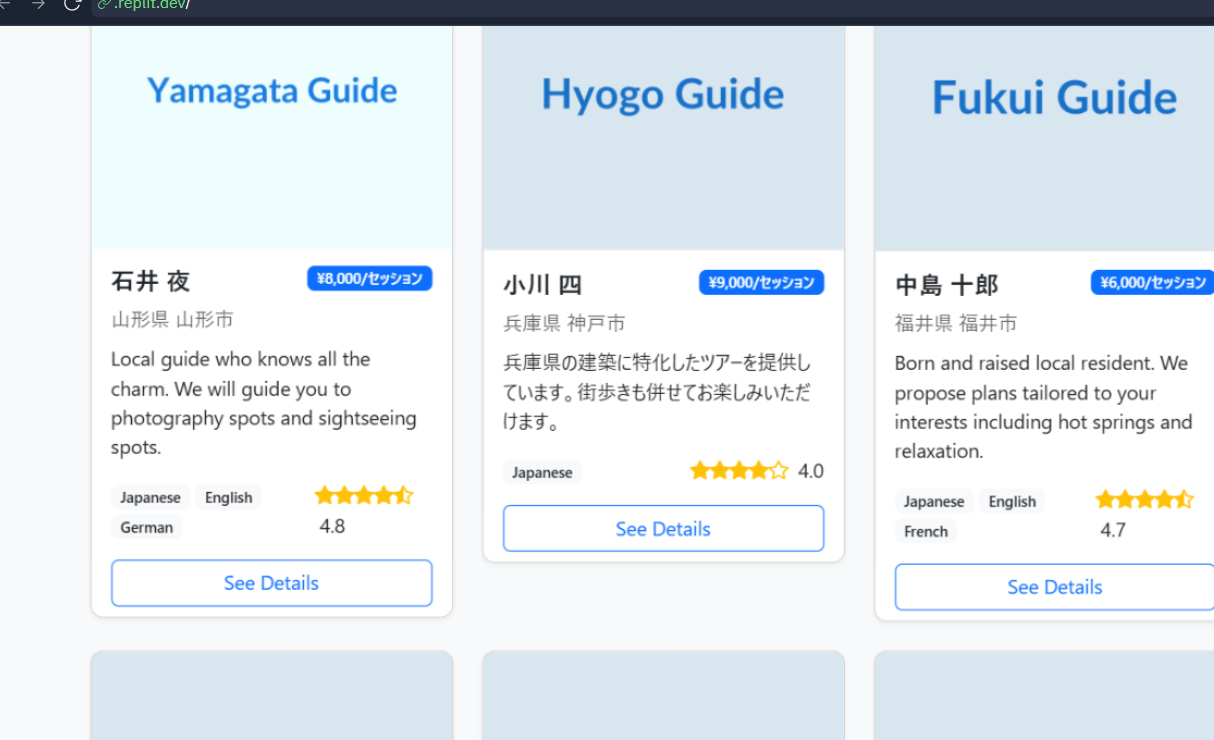 .replit.dev/
Yamagata Guide
石井 夜
¥8,000/セッション
山形県 山形市
Local guide who knows all the
charm. We will guide you to
photography spots and sightseeing
spots.
Japanese English
German
4.8
See Details
Hyogo Guide
小川 四
¥9,000/セッション
兵庫県 神戸市
兵庫県の建築に特化したツアーを提供し
ています。街歩きも併せてお楽しみいただ
けます。
Japanese
4.0
See Details
Fukui Guide
中島 十郎
¥6,000/セッション
福井県 福井市
Born and raised local resident. We
propose plans tailored to your
interests including hot springs and
relaxation.
Japanese English
French
4.7
See Details